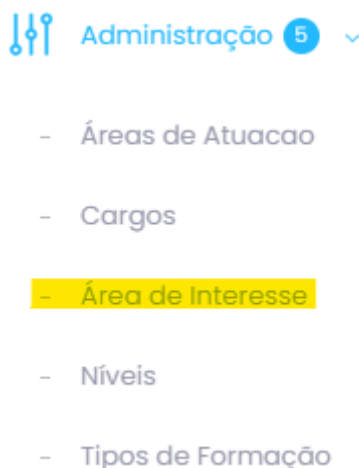 Administração 5
- Áreas de Atuacao
- Cargos
- Área de Interesse
- Níveis
- Tipos de Formação